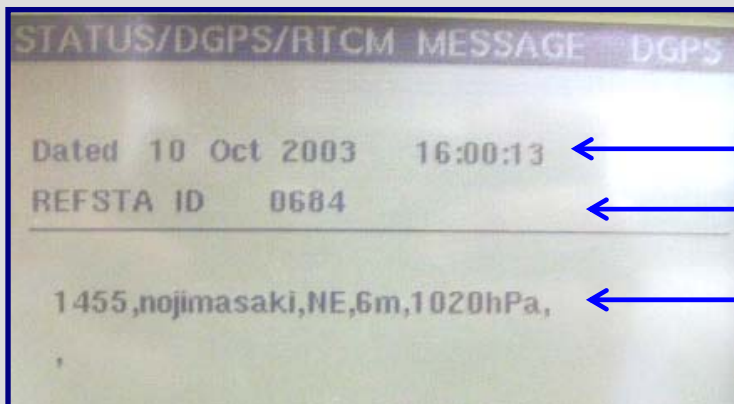 STATUS/DGPS/RTCM MESSAGE DGPS
Dated 10 Oct 2003 16:00:13
REFSTA ID 0684
1455,nojimasaki,NE,6m,1020hPa,
,